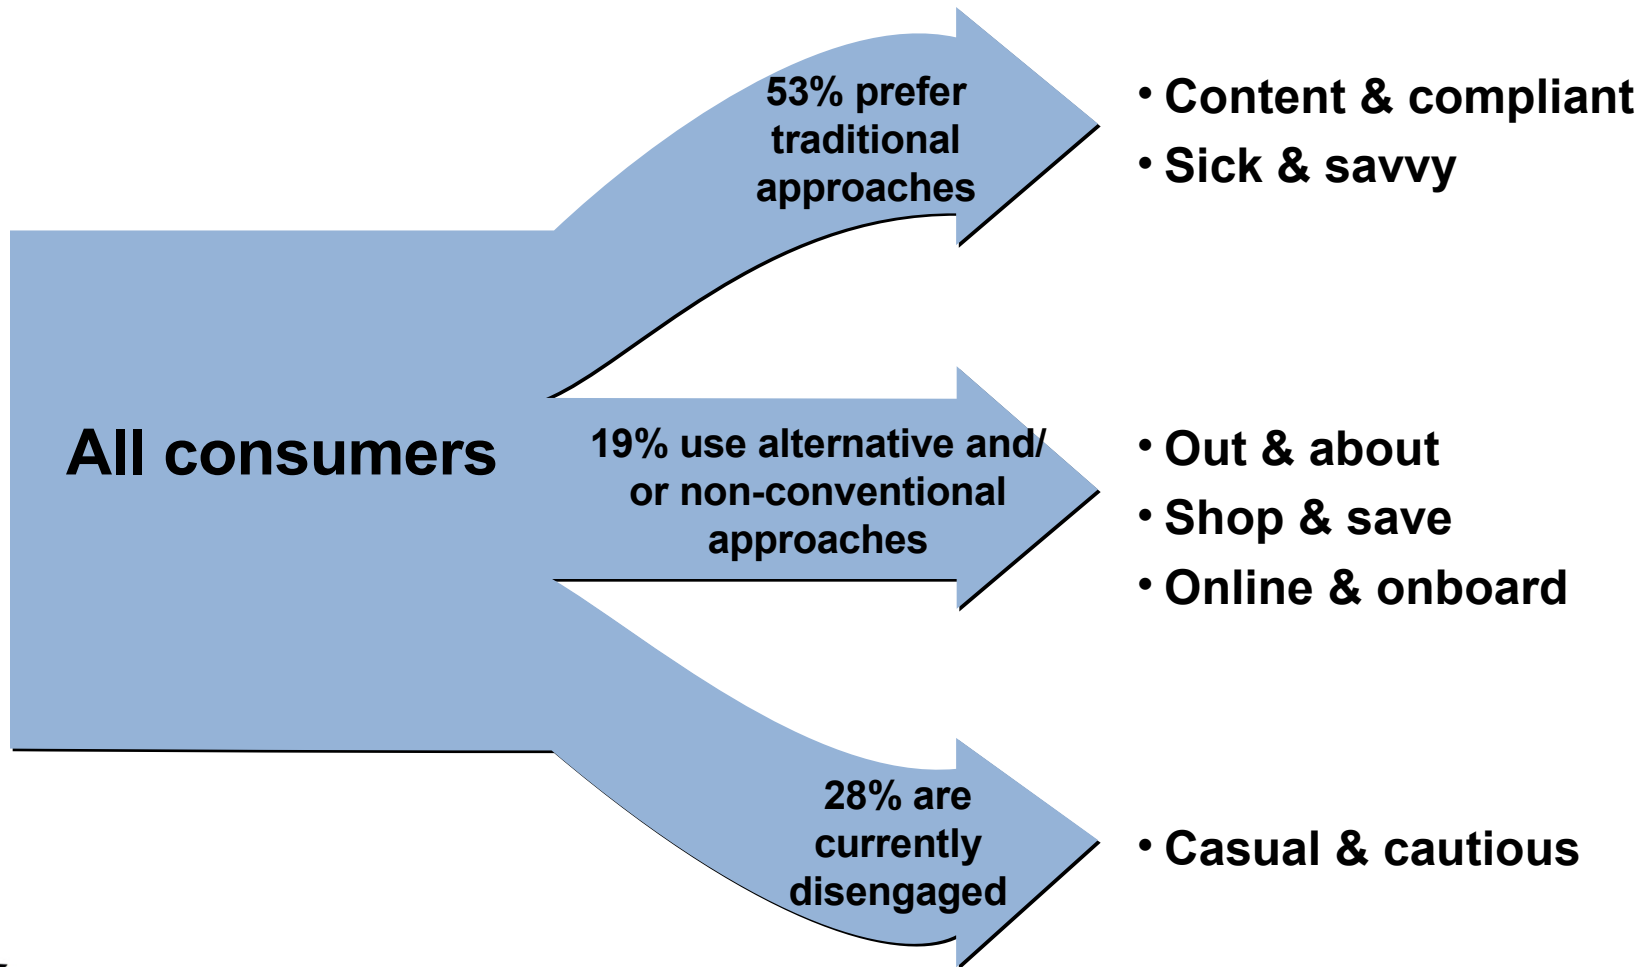 53% prefer
traditional
approaches
• Content & compliant
• Sick & savvy
All consumers
19% use alternative and/
or non-conventional
approaches
• Out & about
• Shop & save
• Online & onboard
28% are
currently
disengaged
• Casual & cautious